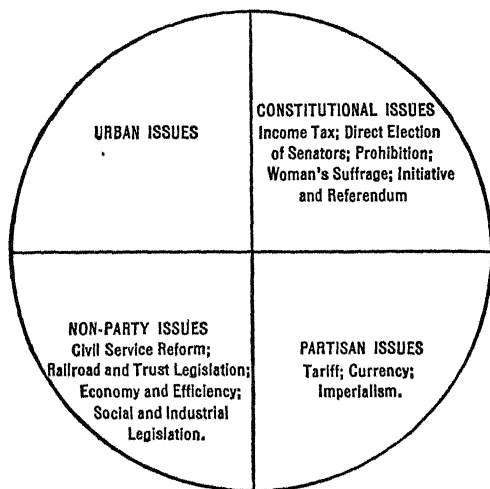 URBAN ISSUES
CONSTITUTIONAL ISSUES
Income Tax; Direct Election
of Senators; Prohibition;
Woman's Suffrage; Initiative
and Referendum
NON-PARTY ISSUES
Civil Service Reform;
Railroad and Trust Legislation;
Economy and Efficiency;
Social and Industrial
Legislation.
PARTISAN ISSUES
Tariff; Currency;
Imperialism.